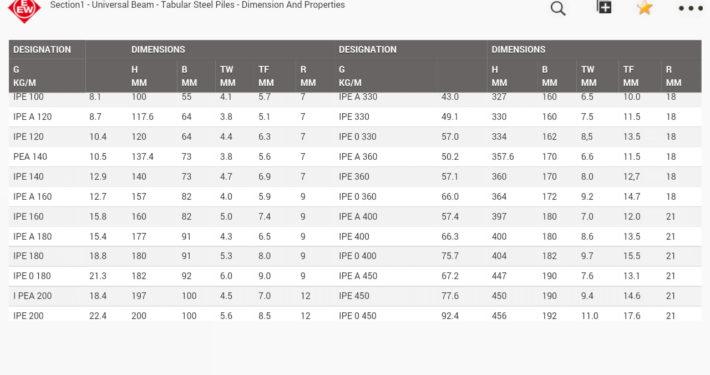 Section1 - Universal Beam - Tabular Steel Piles - Dimension And Properties
DESIGNATION DIMENSIONS DESIGNATION DIMENSIONS
G H B TW TF R G H B TW TF R
KG/M MM MM MM MM MM KG/M MM MM MM MM MM
IPE 100 8.1 100 55 4.1 5.7 7 IPE A 330 43.0 327 160 6.5 10.0 18
IPE A 120 8.7 117.6 64 3.8 5.1 7 IPE 330 49.1 330 160 7.5 11.5 18
IPE 120 10.4 120 64 4.4 6.3 7 IPE 0 330 57.0 334 162 8,5 13.5 18
PEA 140 10.5 137.4 73 3.8 5.6 7 IPE A 360 50.2 357.6 170 6.6 11.5 18
IPE 140 12.9 140 73 4.7 6.9 7 IPE 360 57.1 360 170 8.0 12,7 18
IPE A 160 12.7 157 82 4.0 5.9 9 IPE 0 360 66.0 364 172 9.2 14.7 18
IPE 160 15.8 160 82 5.0 7.4 9 IPE A 400 57.4 397 180 7.0 12.0 21
IPE A 180 15.4 177 91 4.3 6.5 9 IPE 400 66.3 400 180 8.6 13.5 21
IPE 180 18.8 180 91 5.3 8.0 9 IPE 0 400 75.7 404 182 9.7 15.5 21
IPE 0 180 21.3 182 92 6.0 9.0 9 IPE A 450 67.2 447 190 7.6 13.1 21
I PEA 200 18.4 197 100 4.5 7.0 12 IPE 450 77.6 450 190 9.4 14.6 21
IPE 200 22.4 200 100 5.6 8.5 12 IPE 0 450 92.4 456 192 11.0 17.6 21